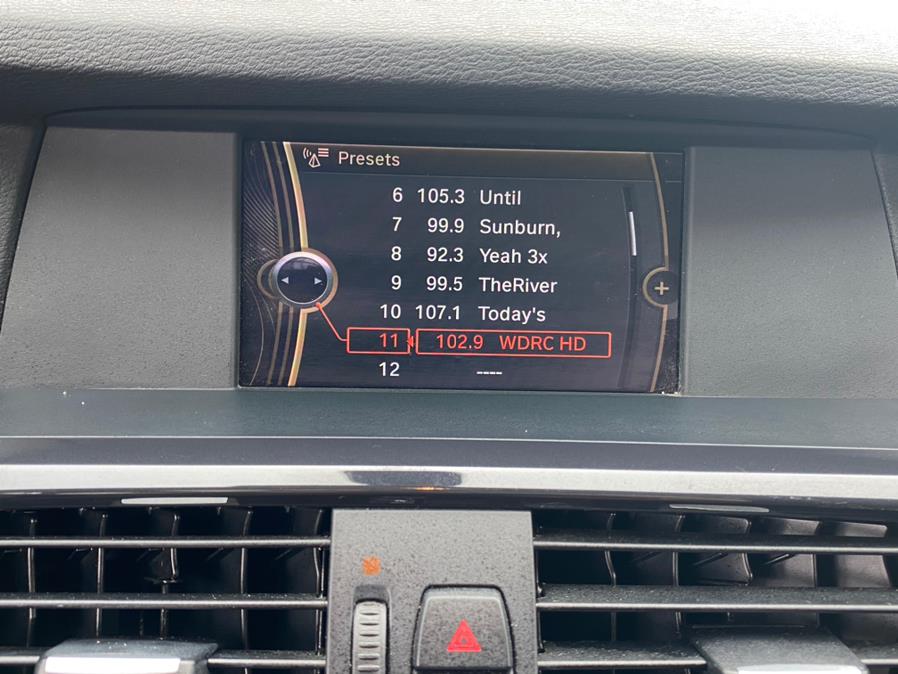 Presets
6 105.3 Until
7 99.9 Sunburn,
8 92.3 Yeah 3x
9 99.5 TheRiver
10 107.1 Today's
11 102.9 WDRC HD
12 ----